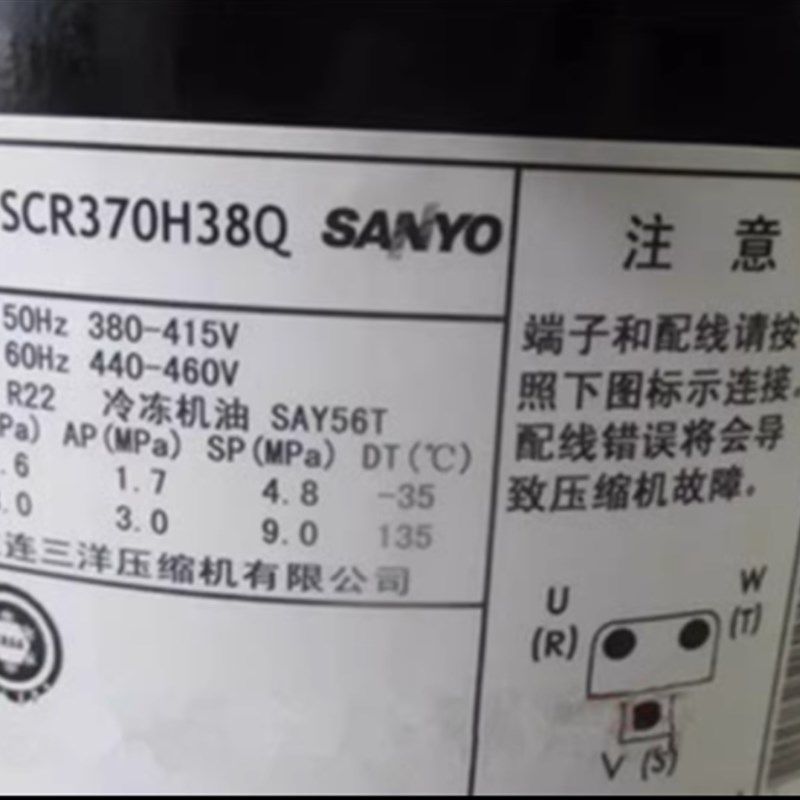 SCR370H38Q SANYO
50Hz 380-415V
60Hz 440-460V
R22 冷冻机油 SAY56T
Pa) AP(MPa) SP(MPa) DT(℃)
.6 1.7 4.8 -35
.0 3.0 9.0 135
连三洋压缩机有限公司
注 意
端子和配线请按
照下图标示连接。
配线错误将会导
致压缩机故障。
U W
(R) (T)
V (S)